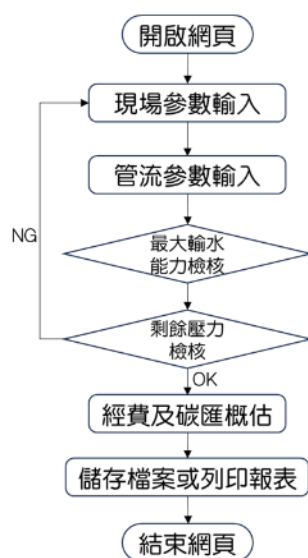 開啟網頁
現場參數輸入
管流參數輸入
NG
最大輸水
能力檢核
剩餘壓力
檢核
OK
經費及碳匯概估
儲存檔案或列印報表
結束網頁